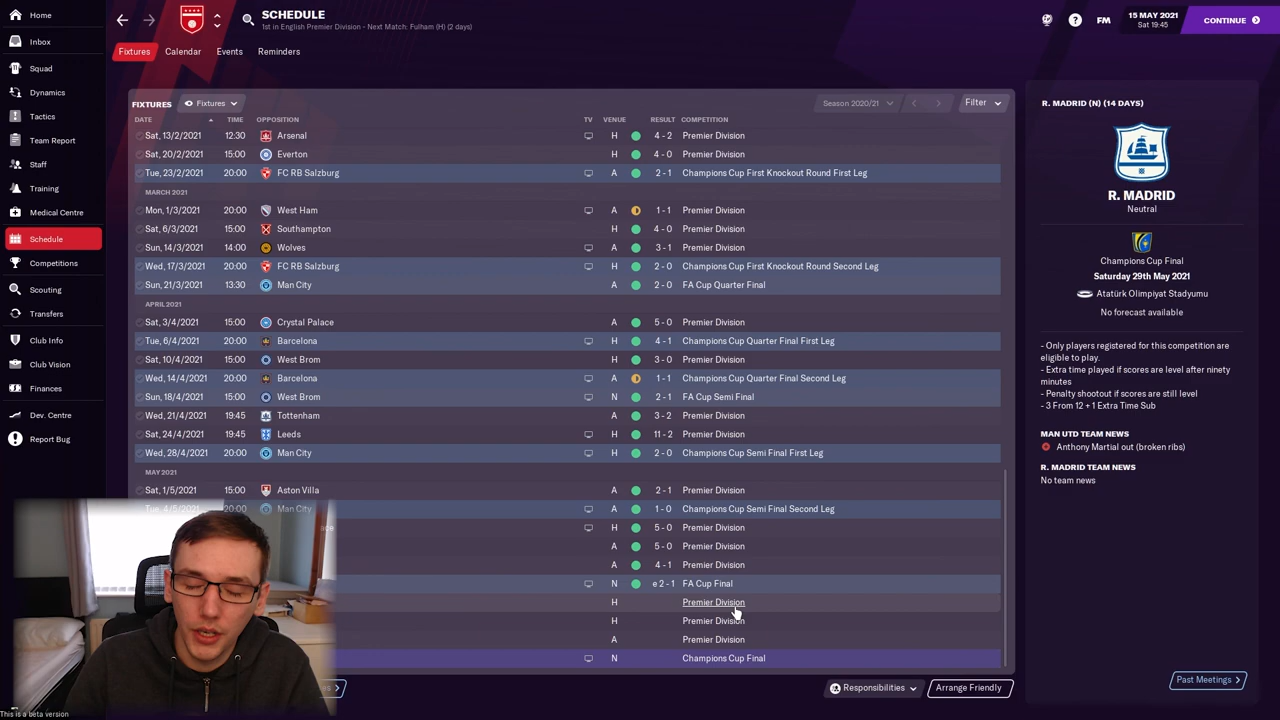 Home
Inbox
Squad
Dynamics
Tactics
Team Report
Staff
Training
Medical Centre
Schedule
Competitions
Scouting
Transfers
Club Info
Club Vision
Finances
Dev. Centre
Report Bug
This is a beta version
SCHEDULE
1st in English Premier Division - Next Match: Fulham (H) (2 days)
FM
15 MAY 2021
Sat 19:45
CONTINUE
Fixtures Calendar Events Reminders
FIXTURES Fixtures Season 2020/21 Filter
DATE TIME OPPOSITION TV VENUE RESULT COMPETITION
Sat, 13/2/2021 12:30 Arsenal H 4 - 2 Premier Division
Sat, 20/2/2021 15:00 Everton H 4 - 0 Premier Division
Tue, 23/2/2021 20:00 FC RB Salzburg A 2 - 1 Champions Cup First Knockout Round First Leg
MARCH 2021
Mon, 1/3/2021 20:00 West Ham A 1 - 1 Premier Division
Sat, 6/3/2021 15:00 Southampton H 4 - 0 Premier Division
Sun, 14/3/2021 14:00 Wolves A 3 - 1 Premier Division
Wed, 17/3/2021 20:00 FC RB Salzburg H 2 - 0 Champions Cup First Knockout Round Second Leg
Sun, 21/3/2021 13:30 Man City A 2 - 0 FA Cup Quarter Final
APRIL 2021
Sat, 3/4/2021 15:00 Crystal Palace A 5 - 0 Premier Division
Tue, 6/4/2021 20:00 Barcelona H 4 - 1 Champions Cup Quarter Final First Leg
Sat, 10/4/2021 15:00 West Brom H 3 - 0 Premier Division
Wed, 14/4/2021 20:00 Barcelona A 1 - 1 Champions Cup Quarter Final Second Leg
Sun, 18/4/2021 15:00 West Brom N 2 - 1 FA Cup Semi Final
Wed, 21/4/2021 19:45 Tottenham A 3 - 2 Premier Division
Sat, 24/4/2021 19:45 Leeds H 11 - 2 Premier Division
Wed, 28/4/2021 20:00 Man City H 2 - 0 Champions Cup Semi Final First Leg
MAY 2021
Sat, 1/5/2021 15:00 Aston Villa A 2 - 1 Premier Division
Tue, 4/5/2021 20:00 Man City A 1 - 0 Champions Cup Semi Final Second Leg
H 5 - 0 Premier Division
A 5 - 0 Premier Division
A 4 - 1 Premier Division
N e 2 - 1 FA Cup Final
H Premier Division
H Premier Division
A Premier Division
N Champions Cup Final
Responsibilities
Arrange Friendly
R. MADRID (N) (14 DAYS)
R. MADRID
Neutral
Champions Cup Final
Saturday 29th May 2021
Atatürk Olimpiyat Stadyumu
No forecast available
- Only players registered for this competition are
eligible to play.
- Extra time played if scores are level after ninety
minutes
- Penalty shootout if scores are still level
- 3 From 12 + 1 Extra Time Sub
MAN UTD TEAM NEWS
Anthony Martial out (broken ribs)
R. MADRID TEAM NEWS
No team news
Past Meetings